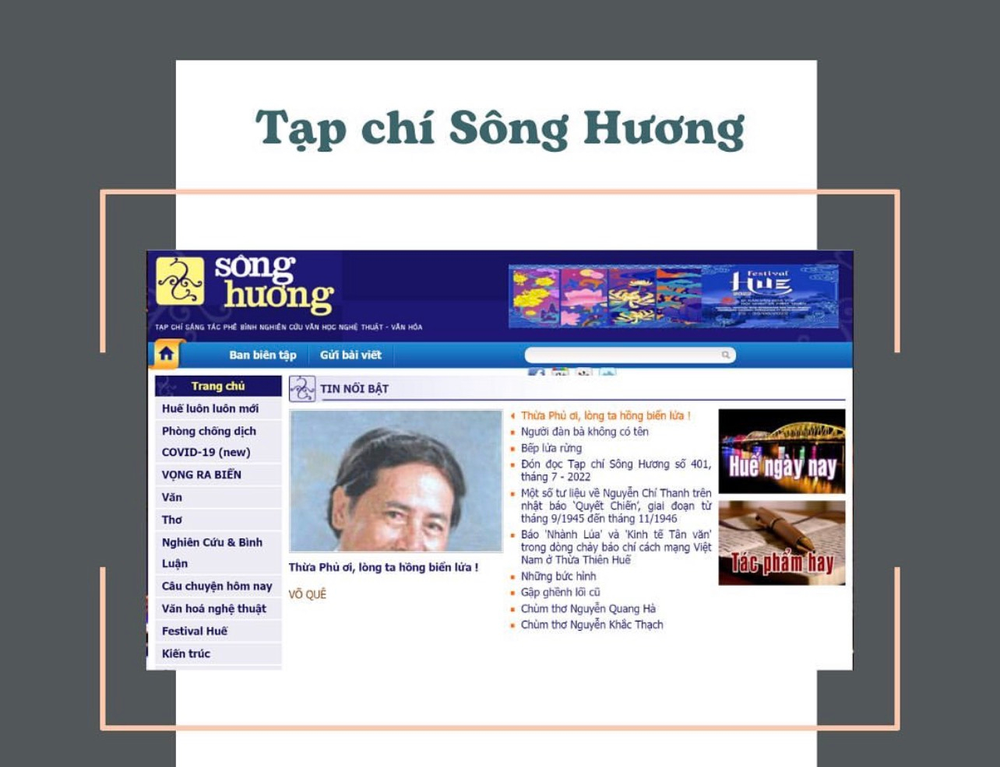 Tạp chí Sông Hương
sông
hương
TẠP CHÍ SÁNG TÁC PHÊ BÌNH NGHIÊN CỨU VĂN HỌC NGHỆ THUẬT - VĂN HÓA
Festival
HUE
Ban biên tập
Gửi bài viết
Trang chủ
Huế luôn luôn mới
Phòng chống dịch
COVID-19 (new)
VỌNG RA BIỂN
Văn
Thơ
Nghiên Cứu & Bình
Luận
Câu chuyện hôm nay
Văn hoá nghệ thuật
Festival Huế
Kiến trúc
TIN NỔI BẬT
Thừa Phủ ơi, lòng ta hồng biển lửa !
VÕ QUÊ
Thừa Phủ ơi, lòng ta hồng biển lửa !
Người đàn bà không có tên
Bếp lửa rừng
Đón đọc Tạp chí Sông Hương số 401,
tháng 7 - 2022
Một số tư liệu về Nguyễn Chí Thanh trên
nhật báo ‘Quyết Chiến’, giai đoạn từ
tháng 9/1945 đến tháng 11/1946
Báo 'Nhành Lúa' và 'Kinh tế Tân văn'
trong dòng chảy báo chí cách mạng Việt
Nam ở Thừa Thiên Huế
Những bức hình
Gập ghềnh lối cũ
Chùm thơ Nguyễn Quang Hà
Chùm thơ Nguyễn Khắc Thạch
Huế ngày nay
Tác phẩm hay